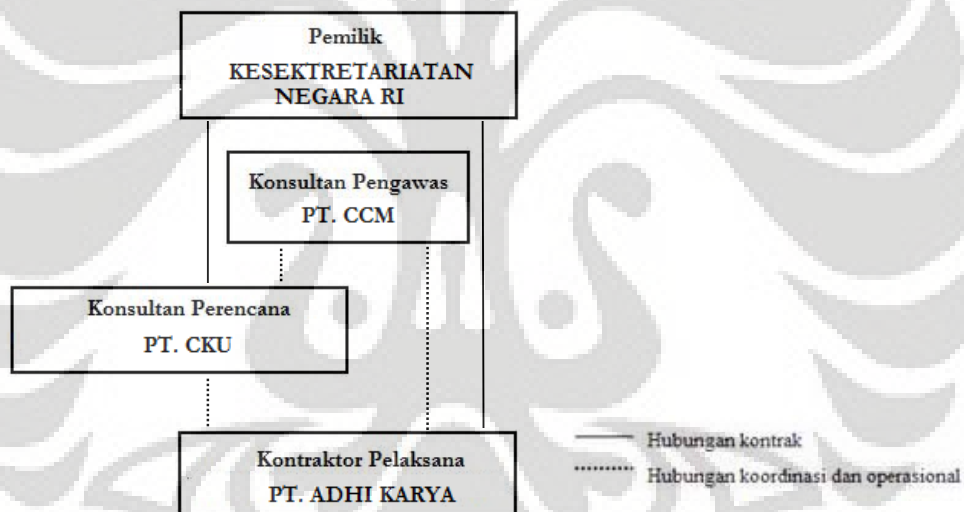 Pemilik
KESEKTRETARIATAN
NEGARA RI
Konsultan Pengawas
PT. CCM
Konsultan Perencana
PT. CKU
Kontraktor Pelaksana
PT. ADHI KARYA
Hubungan kontrak
Hubungan koordinasi dan operasional